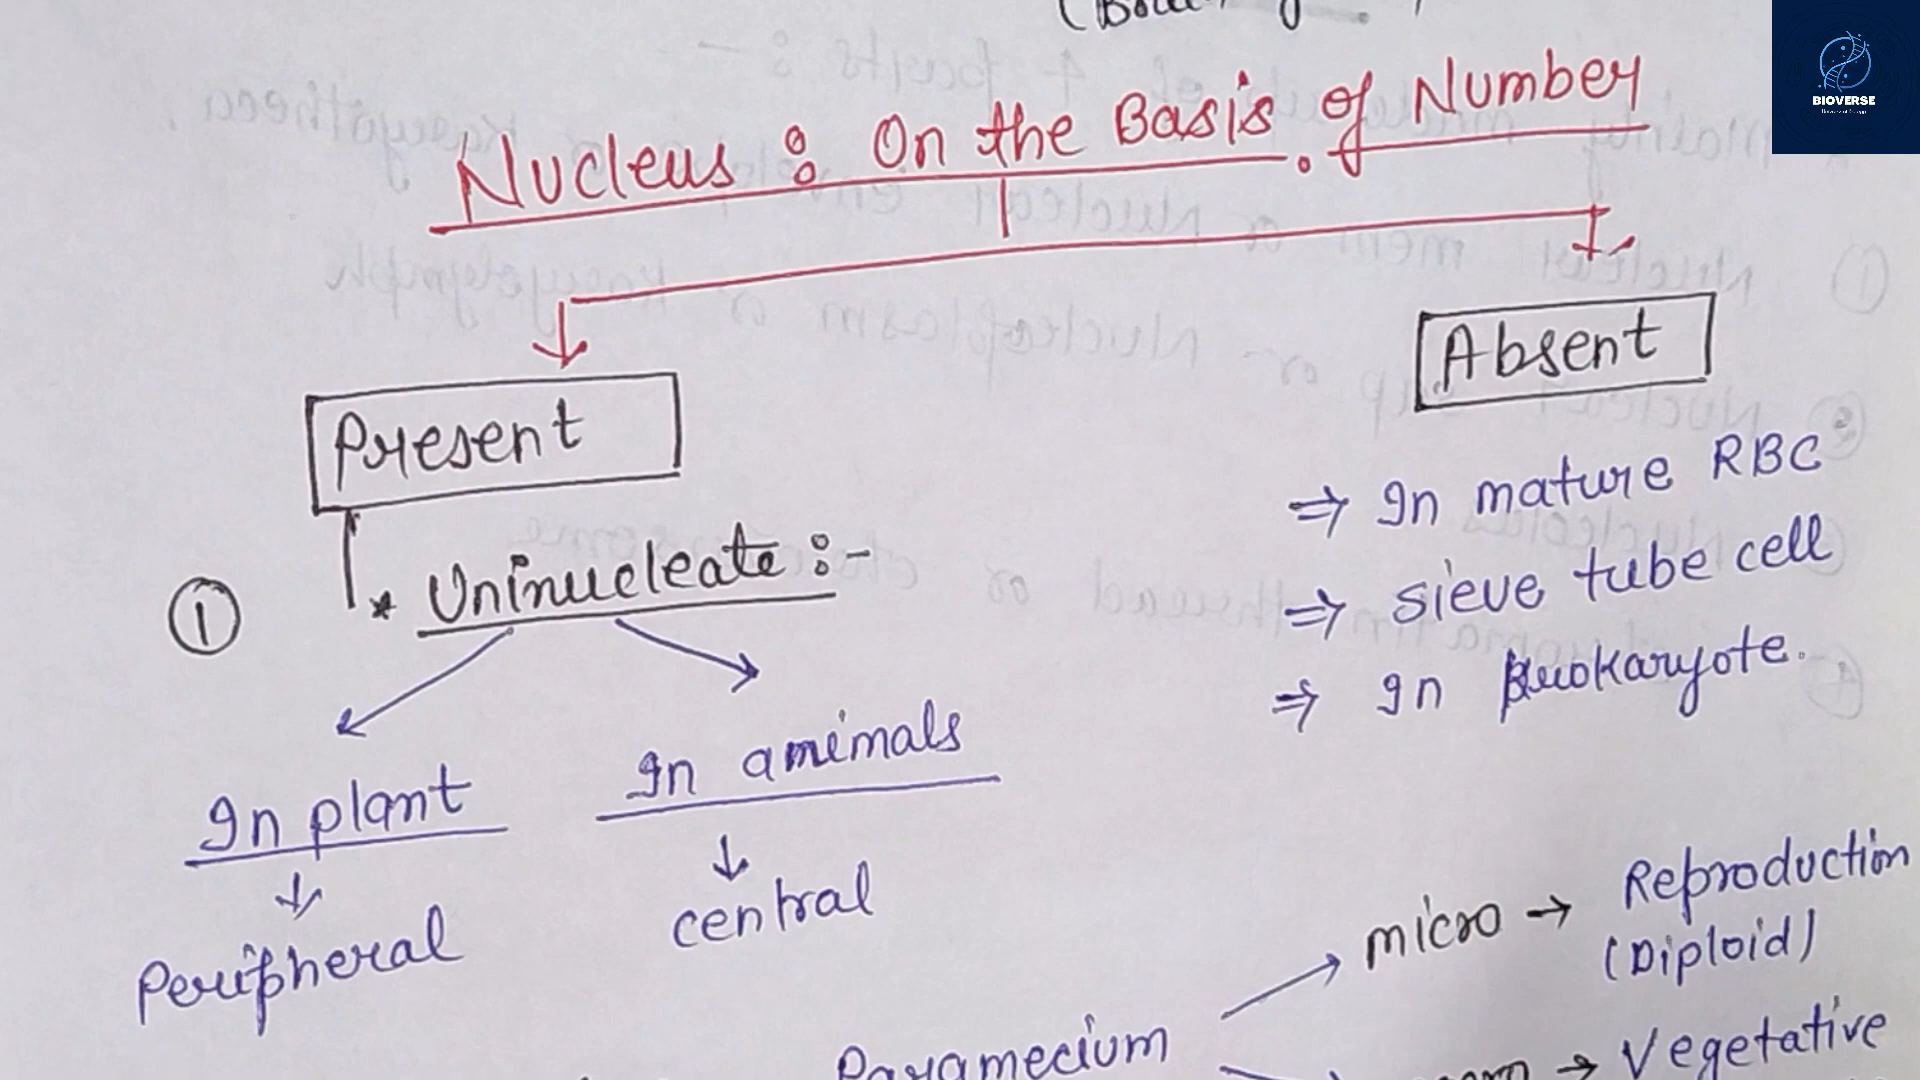 BIOVERSE
Nucleus : On the Basis of Number
Present
Absent
⇒ In mature RBC
⇒ sieve tube cell
⇒ In Prokaryote.
① * Uninucleate :-
In plant
In animals
↓
↓
Peripheral
central
Paramecium
micro → Reproduction
(Diploid)
→ Vegetative